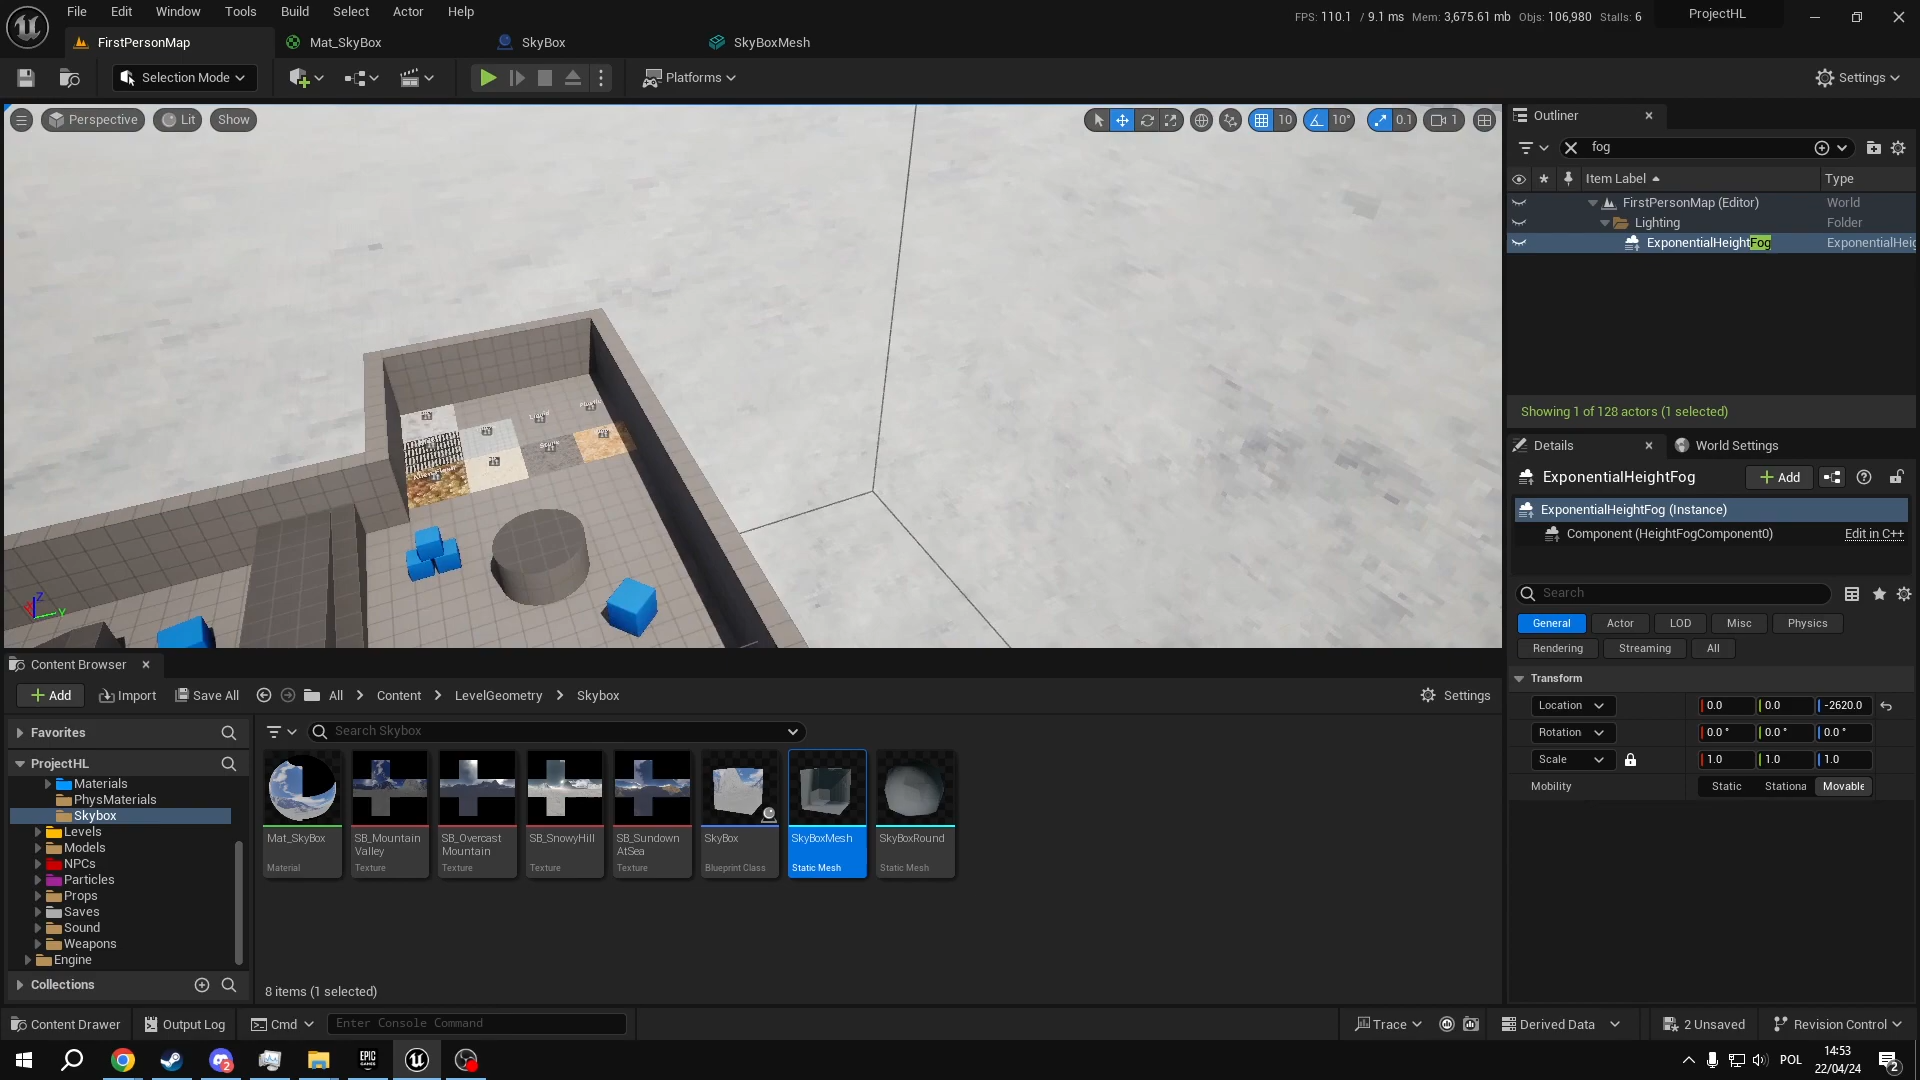 File Edit Window Tools Build Select Actor Help
FPS: 110.1 / 9.1 ms Mem: 3,675.61 mb Objs: 106,980 Stalls: 6
ProjectHL
FirstPersonMap
Mat_SkyBox
SkyBox
SkyBoxMesh
Selection Mode
Platforms
Settings
Perspective
Lit
Show
10
10°
0.1
1
Outliner
fog
Item Label
Type
FirstPersonMap (Editor) World
Lighting Folder
ExponentialHeightFog ExponentialHeig
Showing 1 of 128 actors (1 selected)
Details
World Settings
ExponentialHeightFog
Add
ExponentialHeightFog (Instance)
Component (HeightFogComponent0) Edit in C++
Search
General Actor LOD Misc Physics
Rendering Streaming All
Transform
Location 0.0 0.0 -2620.0
Rotation 0.0 ° 0.0 ° 0.0 °
Scale 1.0 1.0 1.0
Mobility Static Stationa Movable
Z
Y
Content Browser
Add Import Save All All Content LevelGeometry Skybox Settings
Favorites
Search Skybox
ProjectHL
Materials
PhysMaterials
Skybox
Levels
Models
NPCs
Particles
Props
Saves
Sound
Weapons
Engine
Collections
Mat_SkyBox
Material
SB_Mountain
Valley
Texture
SB_Overcast
Mountain
Texture
SB_SnowyHill
Texture
SB_Sundown
AtSea
Texture
SkyBox
Blueprint Class
SkyBoxMesh
Static Mesh
SkyBoxRound
Static Mesh
8 items (1 selected)
Content Drawer Output Log Cmd Enter Console Command Trace Derived Data 2 Unsaved Revision Control
EPIC
GAMES
2
POL
14:53
22/04/24
2